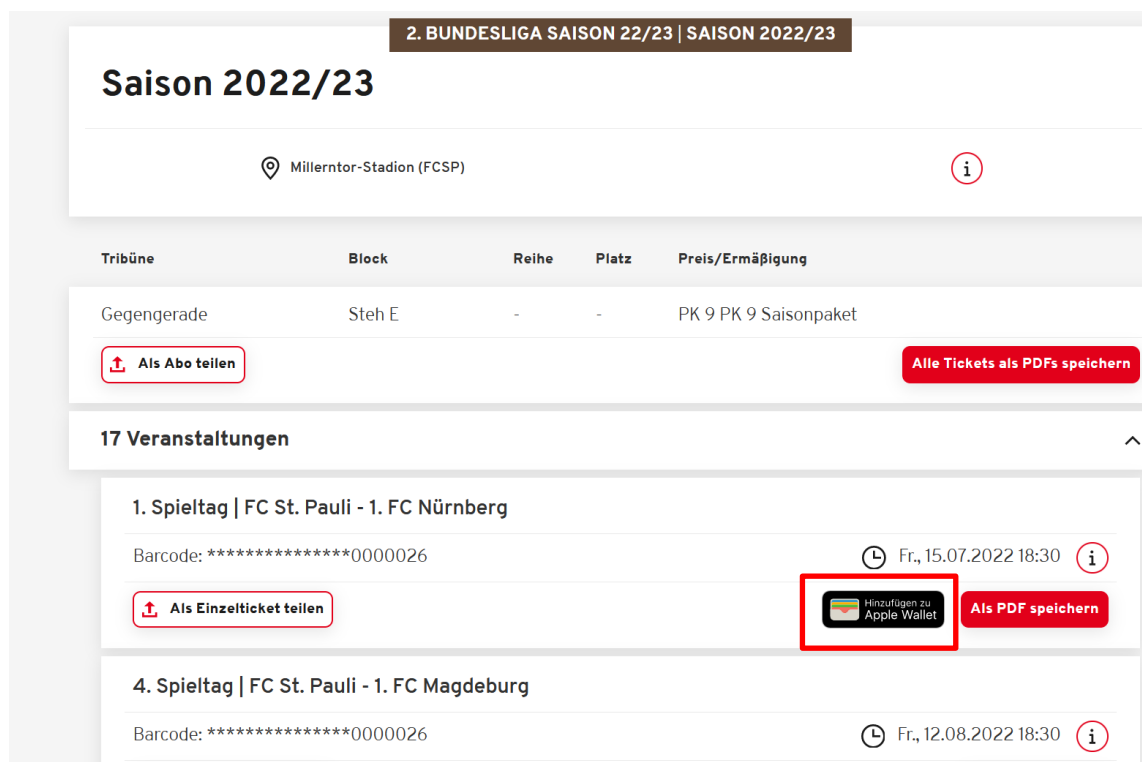 2. BUNDESLIGA SAISON 22/23 | SAISON 2022/23
Saison 2022/23
Millerntor-Stadion (FCSP)
i
Tribüne Block Reihe Platz Preis/Ermäßigung
Gegengerade Steh E - - PK 9 PK 9 Saisonpaket
Als Abo teilen Alle Tickets als PDFs speichern
17 Veranstaltungen
1. Spieltag | FC St. Pauli - 1. FC Nürnberg
Barcode: ***************0000026 Fr., 15.07.2022 18:30 i
Als Einzelticket teilen Hinzufügen zu Apple Wallet Als PDF speichern
4. Spieltag | FC St. Pauli - 1. FC Magdeburg
Barcode: ***************0000026 Fr., 12.08.2022 18:30 i